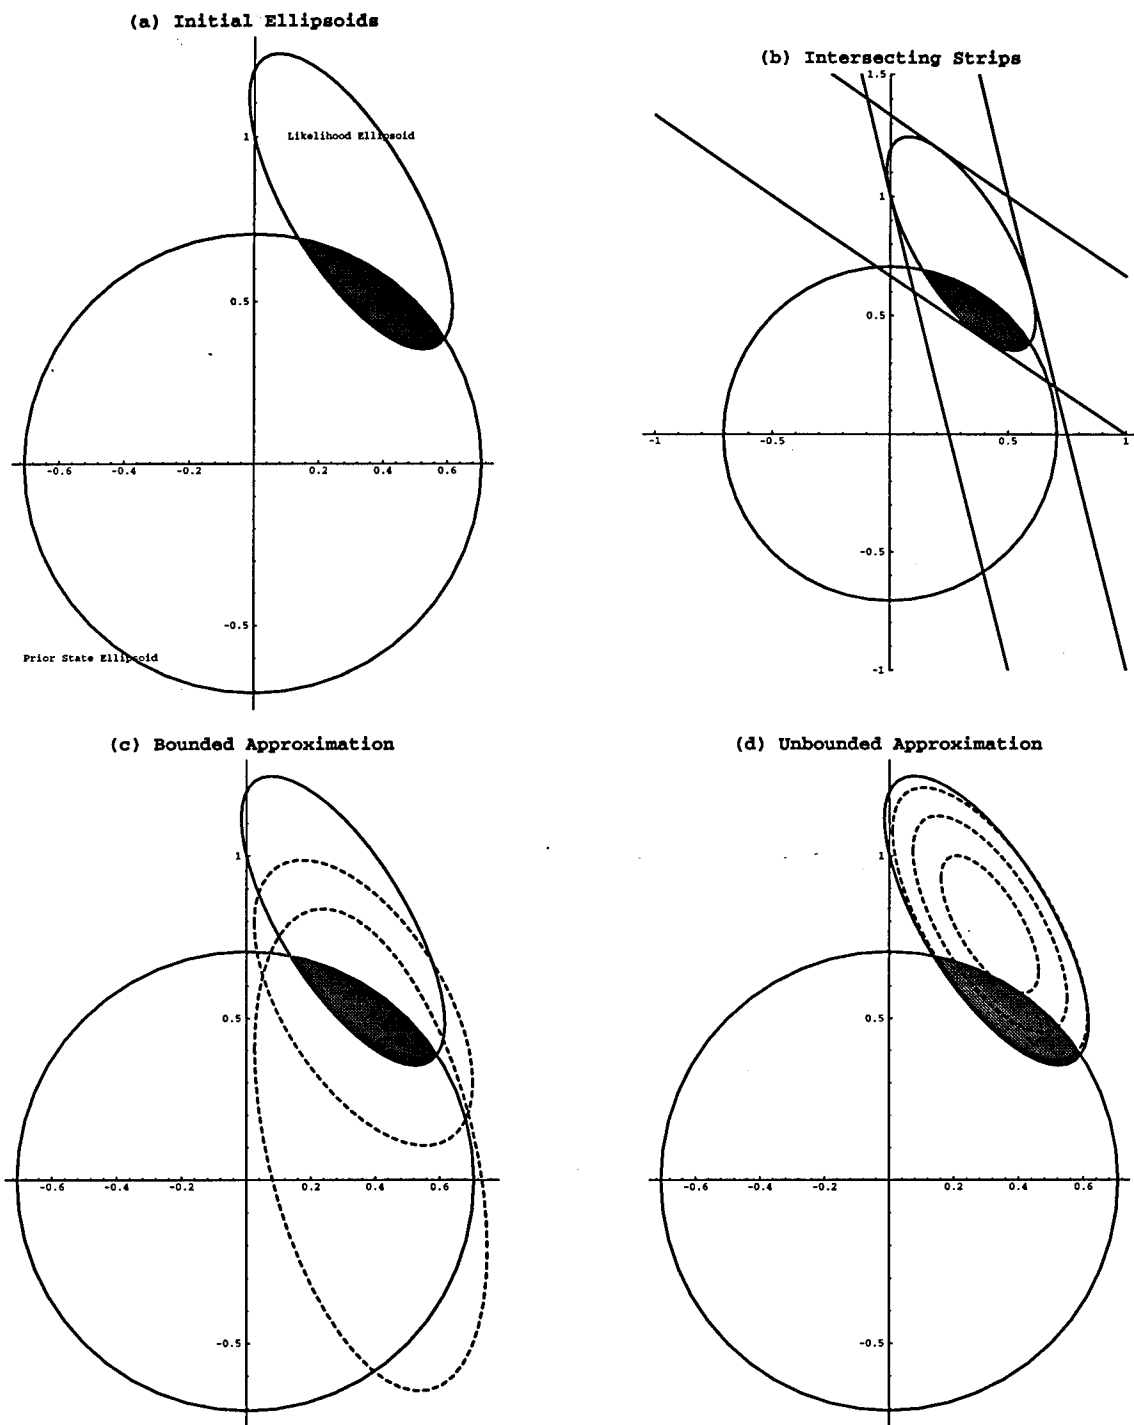 (a) Initial Ellipsoids
1
Likelihood Ellipsoid
0.5
-0.6 -0.4 -0.2 0.2 0.4 0.6
-0.5
Prior State Ellipsoid
(b) Intersecting Strips
1.5
1
0.5
-1 -0.5 0.5 1
-0.5
-1
(c) Bounded Approximation
1
0.5
-0.6 -0.4 -0.2 0.2 0.4 0.6
-0.5
(d) Unbounded Approximation
1
0.5
-0.6 -0.4 -0.2 0.2 0.4 0.6
-0.5